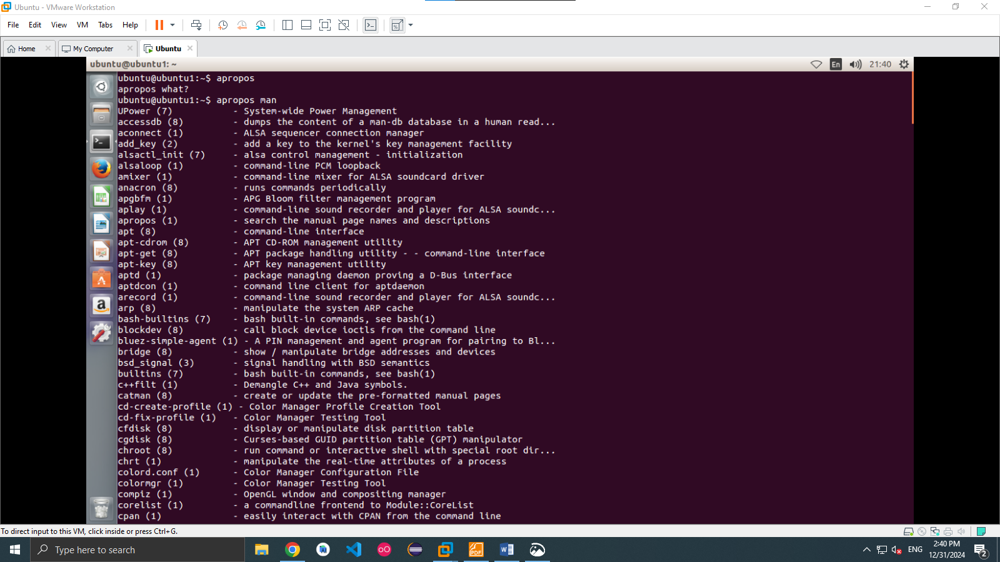 Ubuntu - VMware Workstation
File Edit View VM Tabs Help
Home My Computer Ubuntu
ubuntu@ubuntu1: ~ En 21:40
ubuntu@ubuntu1:~$ apropos
apropos what?
ubuntu@ubuntu1:~$ apropos man
UPower (7) - System-wide Power Management
accessdb (8) - dumps the content of a man-db database in a human read...
aconnect (1) - ALSA sequencer connection manager
add_key (2) - add a key to the kernel's key management facility
alsactl_init (7) - alsa control management - initialization
alsaloop (1) - command-line PCM loopback
amixer (1) - command-line mixer for ALSA soundcard driver
anacron (8) - runs commands periodically
apgbfm (1) - APG Bloom filter management program
aplay (1) - command-line sound recorder and player for ALSA soundc...
apropos (1) - search the manual page names and descriptions
apt (8) - command-line interface
apt-cdrom (8) - APT CD-ROM management utility
apt-get (8) - APT package handling utility - - command-line interface
apt-key (8) - APT key management utility
aptd (1) - package managing daemon proving a D-Bus interface
aptdcon (1) - command line client for aptdaemon
arecord (1) - command-line sound recorder and player for ALSA soundc...
arp (8) - manipulate the system ARP cache
bash-builtins (7) - bash built-in commands, see bash(1)
blockdev (8) - call block device ioctls from the command line
bluez-simple-agent (1) - A PIN management and agent program for pairing to Bl...
bridge (8) - show / manipulate bridge addresses and devices
bsd_signal (3) - signal handling with BSD semantics
builtins (7) - bash built-in commands, see bash(1)
c++filt (1) - Demangle C++ and Java symbols.
catman (8) - create or update the pre-formatted manual pages
cd-create-profile (1) - Color Manager Profile Creation Tool
cd-fix-profile (1) - Color Manager Testing Tool
cfdisk (8) - display or manipulate disk partition table
cgdisk (8) - Curses-based GUID partition table (GPT) manipulator
chroot (8) - run command or interactive shell with special root dir...
chrt (1) - manipulate the real-time attributes of a process
colord.conf (1) - Color Manager Configuration File
colormgr (1) - Color Manager Testing Tool
compiz (1) - OpenGL window and compositing manager
corelist (1) - a commandline frontend to Module::CoreList
cpan (1) - easily interact with CPAN from the command line
To direct input to this VM, click inside or press Ctrl+G.
Type here to search
PDF
ENG
2:40 PM
12/31/2024
2